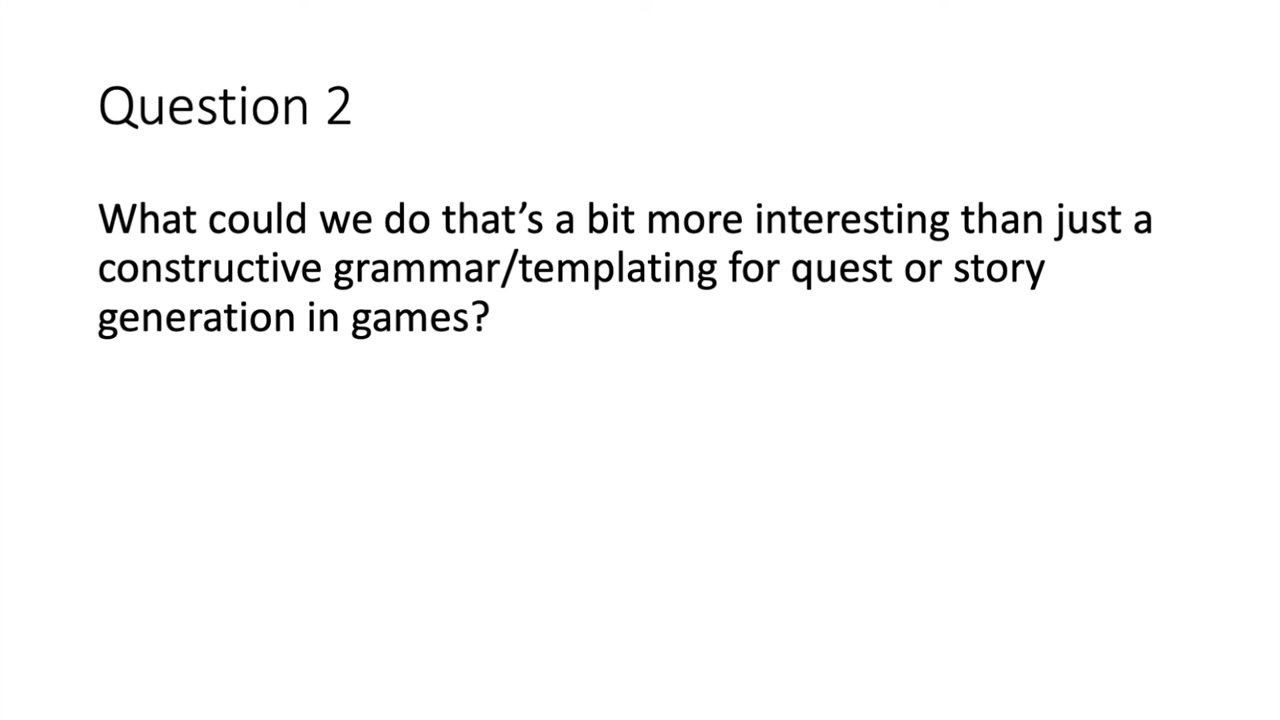 Question 2
What could we do that’s a bit more interesting than just a
constructive grammar/templating for quest or story
generation in games?